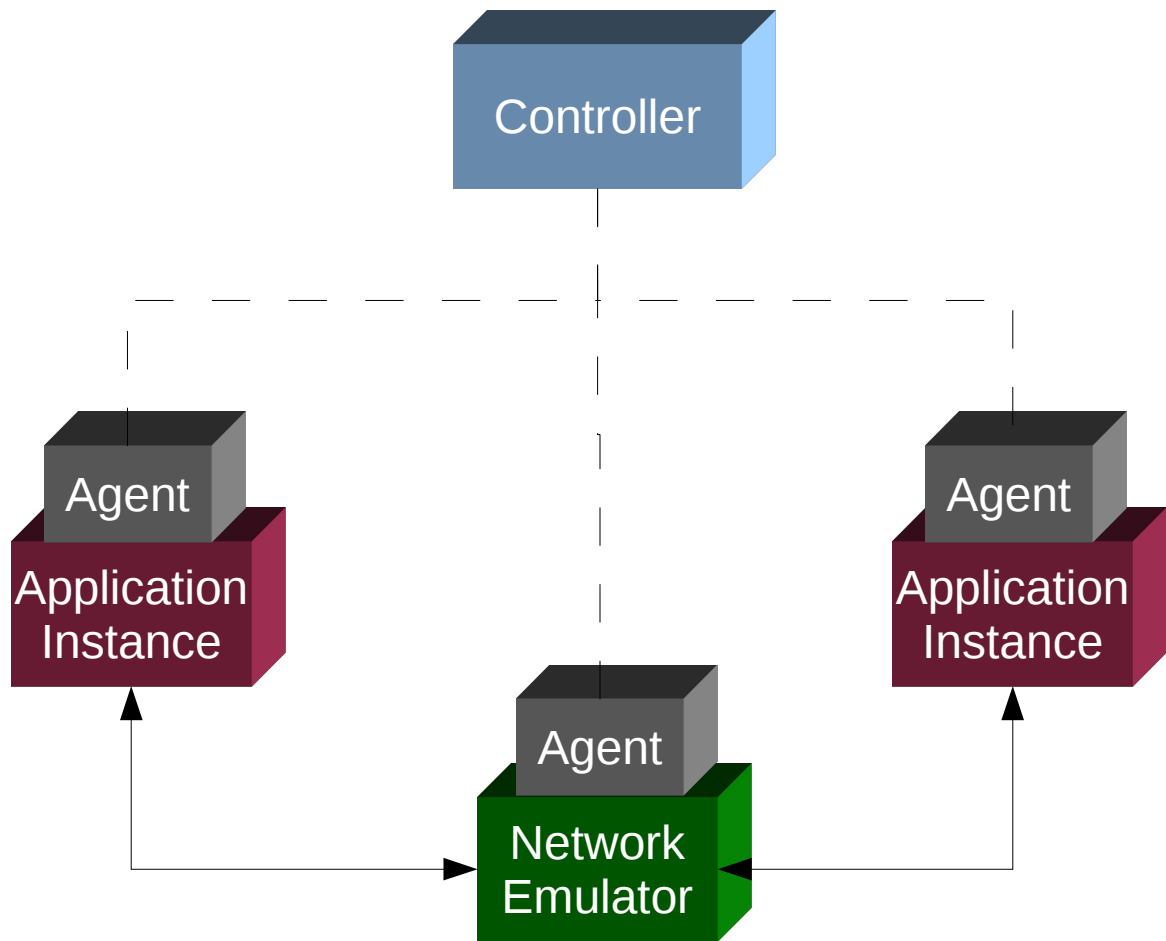 Controller
Agent
Application
Instance
Agent
Application
Instance
Agent
Network
Emulator